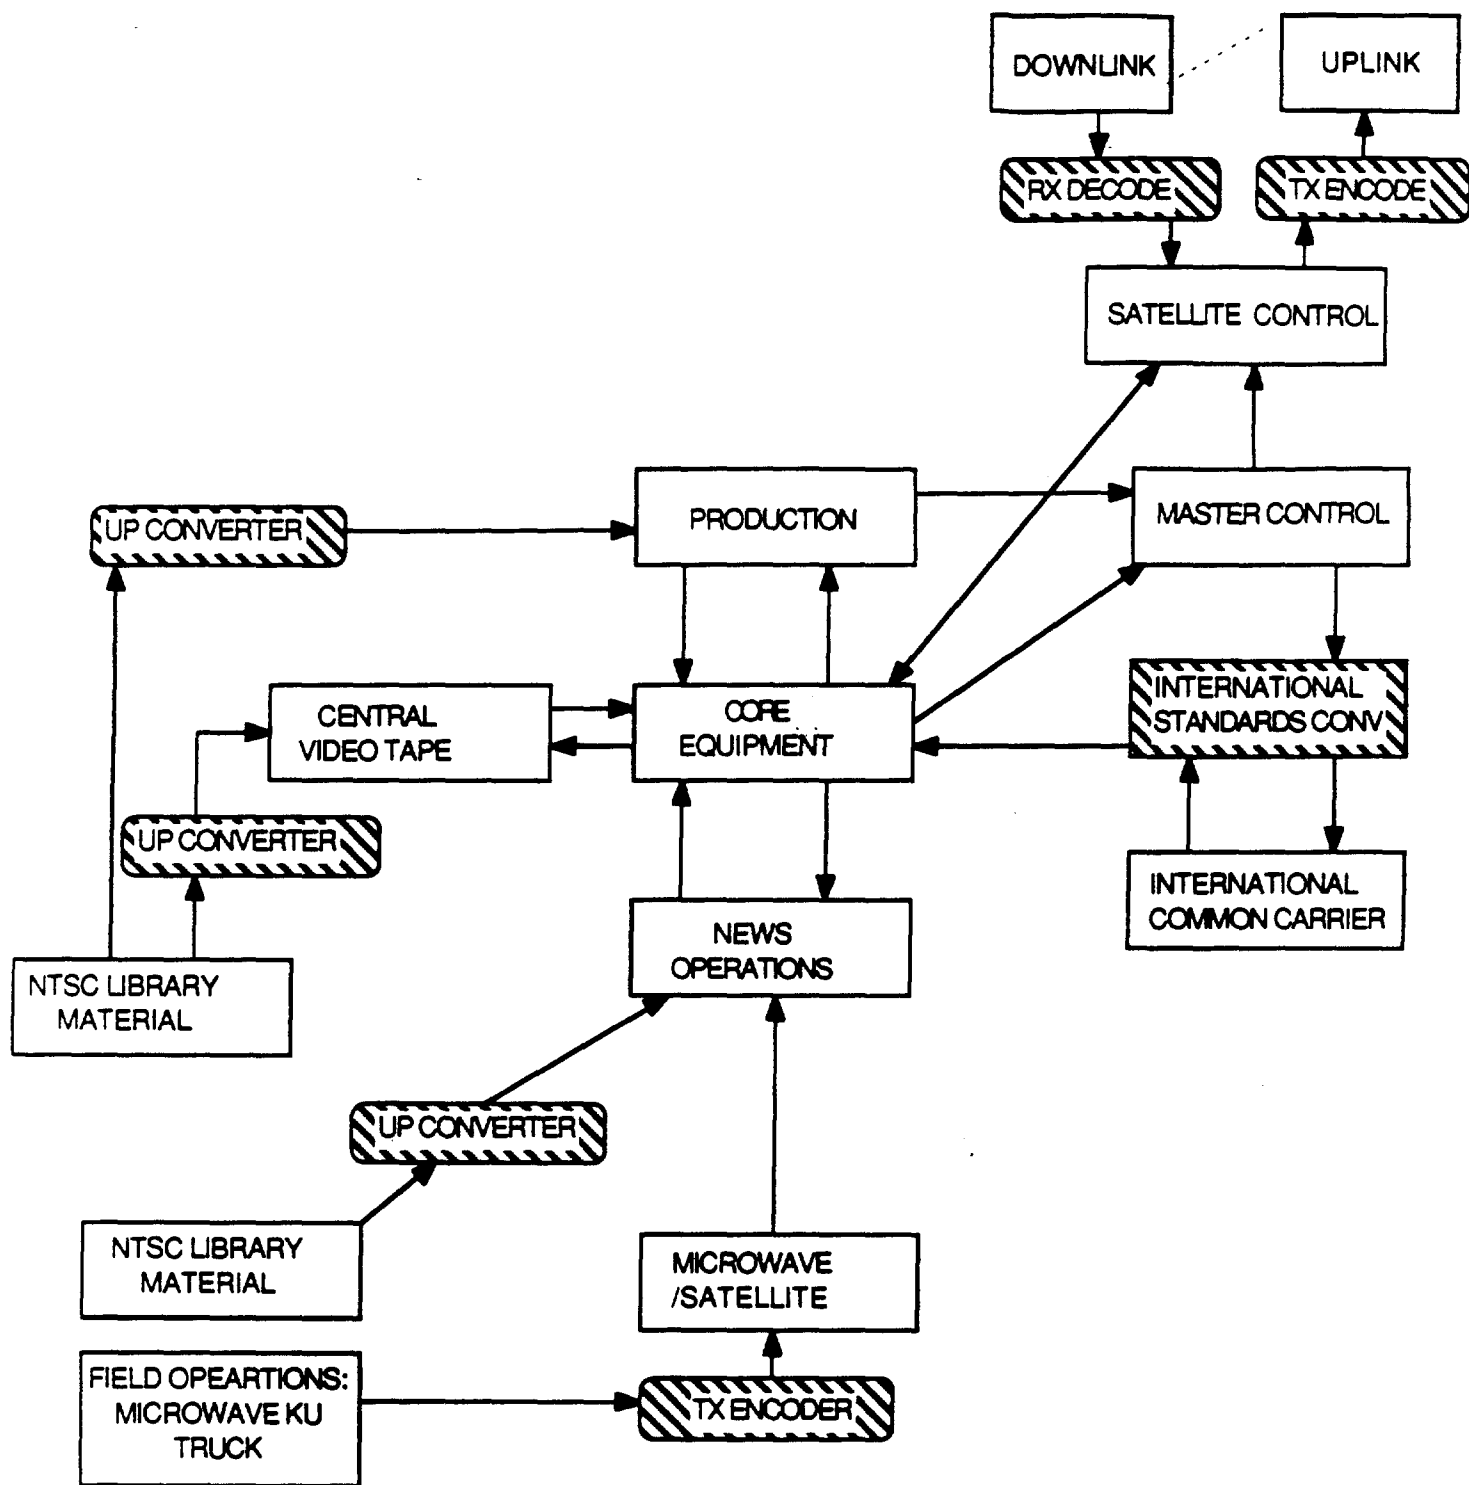 DOWNLINK
UPLINK
RX DECODE
TX ENCODE
SATELLITE CONTROL
PRODUCTION
MASTER CONTROL
UP CONVERTER
CENTRAL
VIDEO TAPE
CORE
EQUIPMENT
INTERNATIONAL
STANDARDS CONV
UP CONVERTER
INTERNATIONAL
COMMON CARRIER
NEWS
OPERATIONS
NTSC LIBRARY
MATERIAL
UP CONVERTER
NTSC LIBRARY
MATERIAL
MICROWAVE
/SATELLITE
FIELD OPEARTIONS:
MICROWAVE KU
TRUCK
TX ENCODER